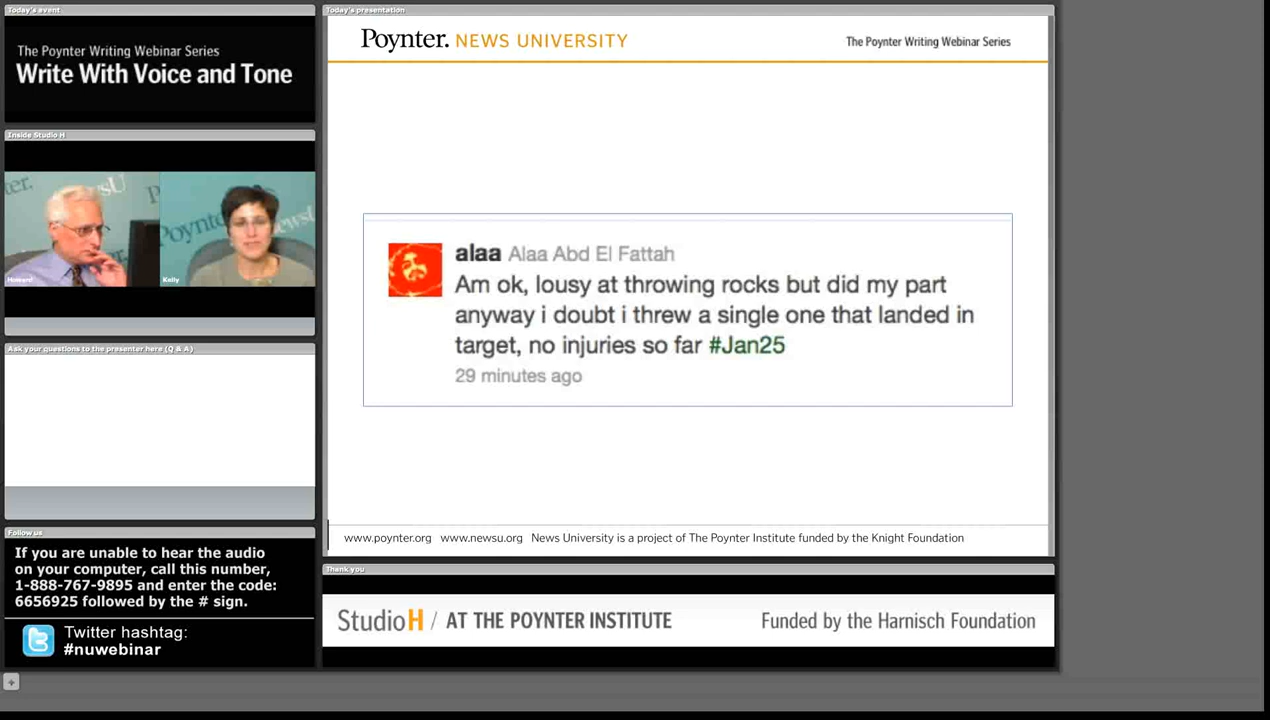 Today's event
The Poynter Writing Webinar Series
Write With Voice and Tone
Inside Studio H
Howard
Kelly
Ask your questions to the presenter here (Q & A)
Follow us
If you are unable to hear the audio
on your computer, call this number,
1-888-767-9895 and enter the code:
6656925 followed by the # sign.
Twitter hashtag:
#nuwebinar
Today's presentation
Poynter. NEWS UNIVERSITY
The Poynter Writing Webinar Series
alaa Alaa Abd El Fattah
Am ok, lousy at throwing rocks but did my part
anyway i doubt i threw a single one that landed in
target, no injuries so far #Jan25
29 minutes ago
www.poynter.org www.newsu.org News University is a project of The Poynter Institute funded by the Knight Foundation
Thank you
StudioH / AT THE POYNTER INSTITUTE
Funded by the Harnisch Foundation